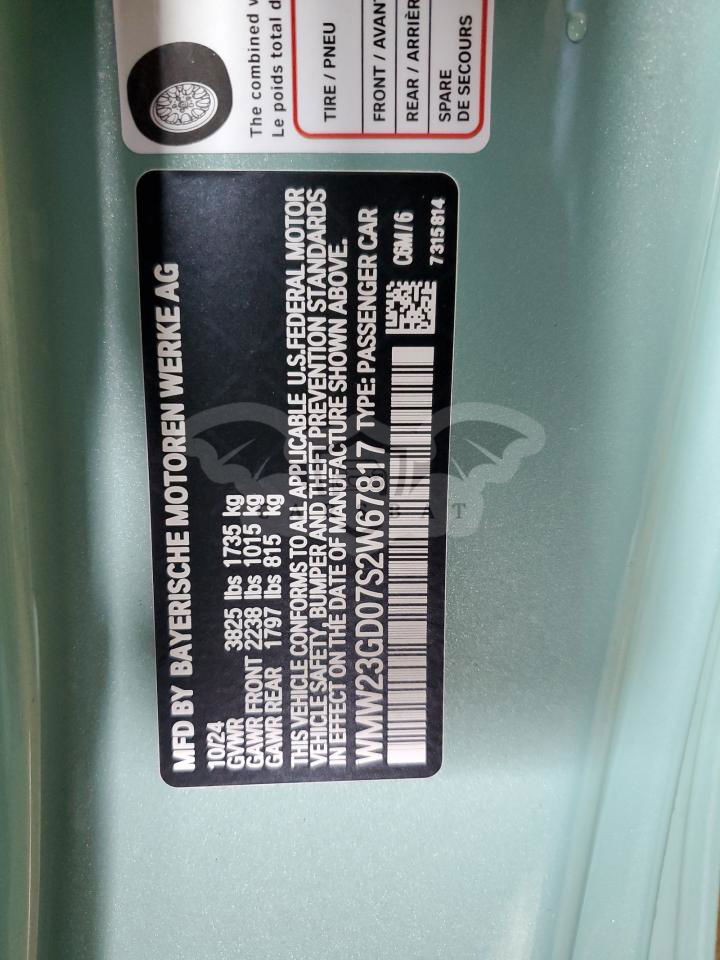 The combined
Le poids total d
TIRE / PNEU
FRONT / AVANT
REAR / ARRIÈR
SPARE
DE SECOURS
MFD BY BAYERISCHE MOTOREN WERKE AG
10/24
GVWR 3825 lbs 1735 kg
GAWR FRONT 2238 lbs 1015 kg
GAWR REAR 1797 lbs 815 kg
THIS VEHICLE CONFORMS TO ALL APPLICABLE U.S.FEDERAL MOTOR
VEHICLE SAFETY, BUMPER AND THEFT PREVENTION STANDARDS
IN EFFECT ON THE DATE OF MANUFACTURE SHOWN ABOVE.
WMW23GD07S2W67817 TYPE: PASSENGER CAR
C6M / 6
7 315 814